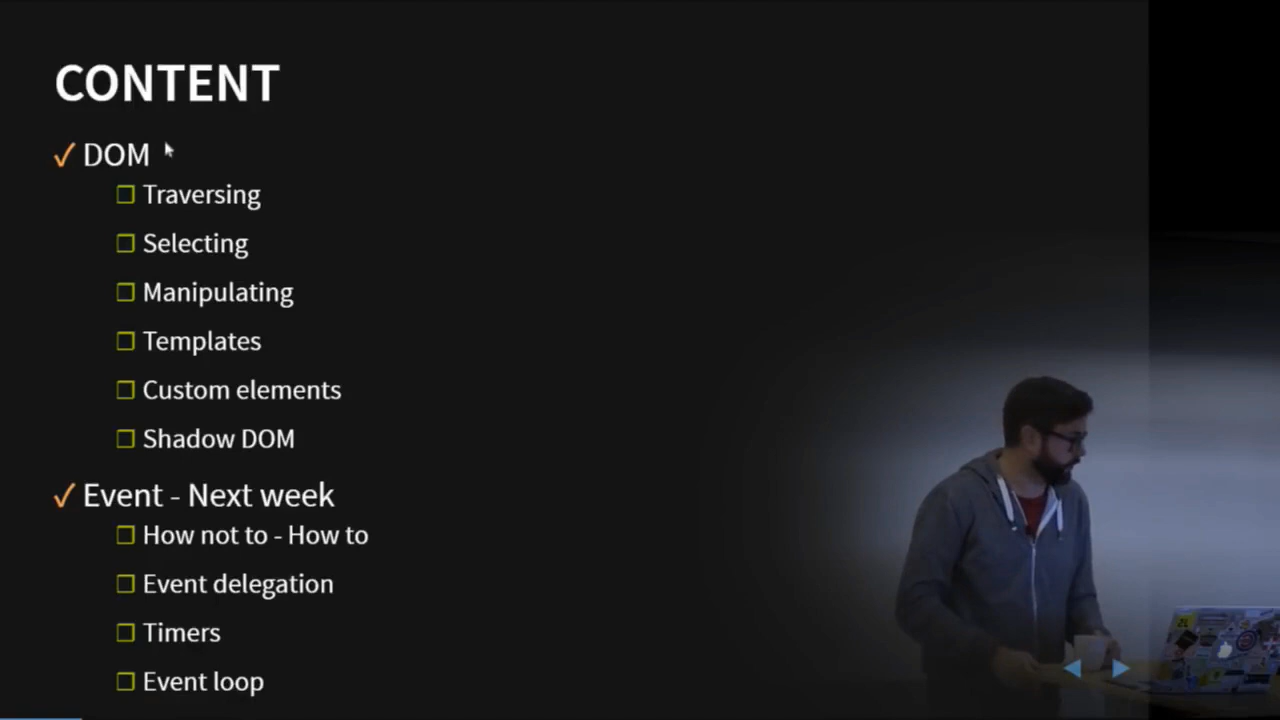 CONTENT
✓ DOM
❒ Traversing
❒ Selecting
❒ Manipulating
❒ Templates
❒ Custom elements
❒ Shadow DOM
✓ Event - Next week
❒ How not to - How to
❒ Event delegation
❒ Timers
❒ Event loop